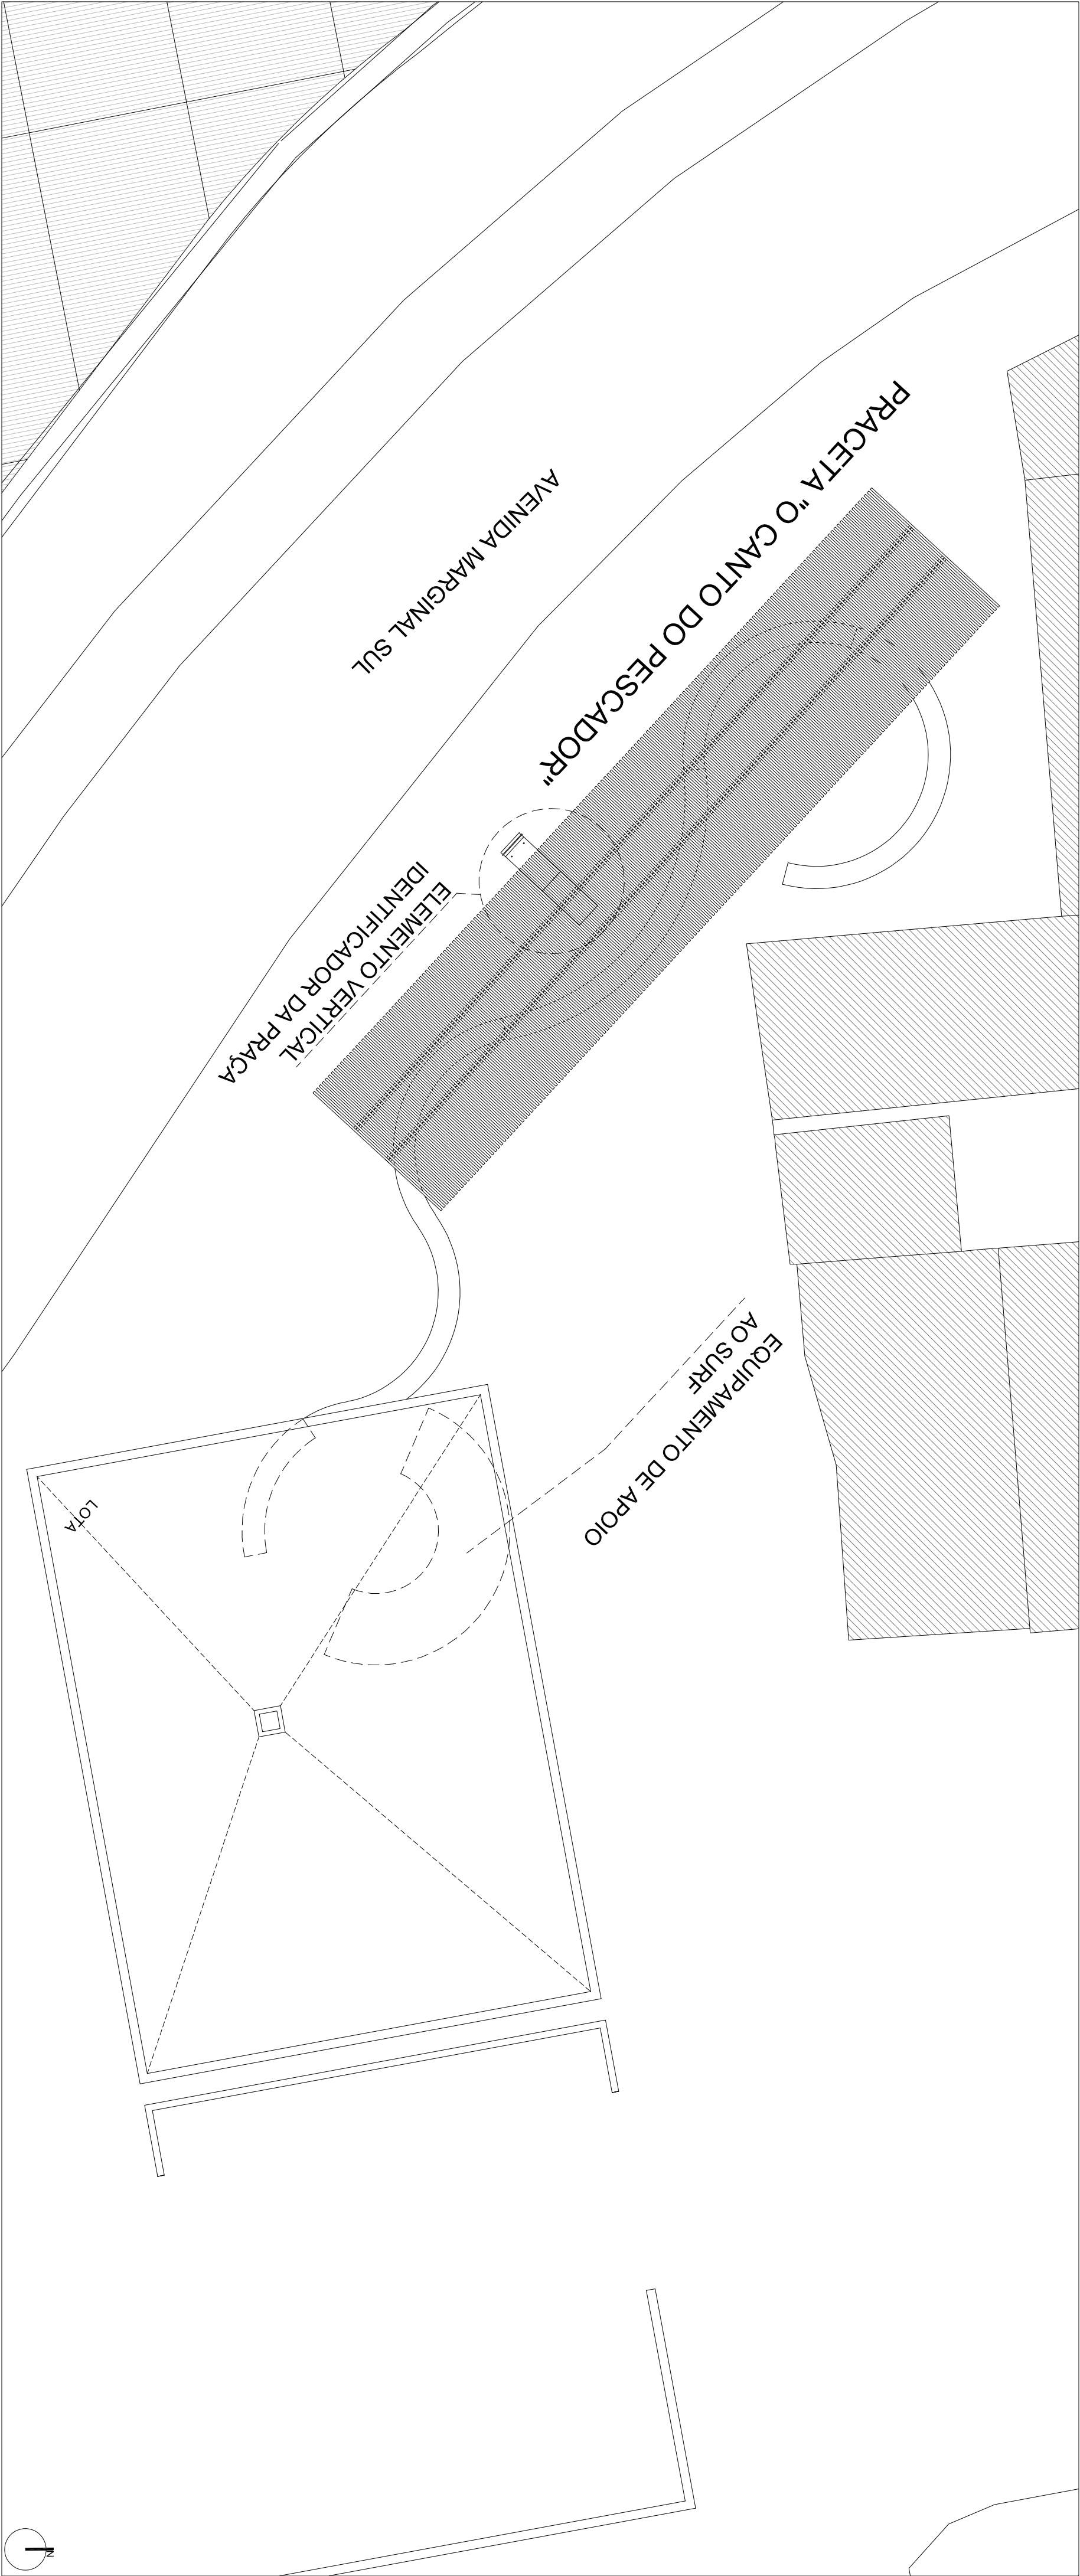 AVENIDA MARGINAL SUL
PRACETA "O CANTO DO PESCADOR"
ELEMENTO VERTICAL
IDENTIFICADOR DA PRAÇA
EQUIPAMENTO DE APOIO
AO SURF
LOTA
N